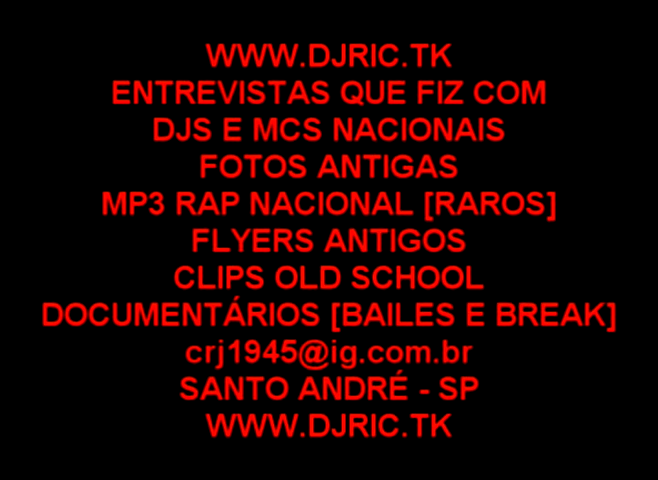 WWW.DJRIC.TK
ENTREVISTAS QUE FIZ COM
DJS E MCS NACIONAIS
FOTOS ANTIGAS
MP3 RAP NACIONAL [RAROS]
FLYERS ANTIGOS
CLIPS OLD SCHOOL
DOCUMENTÁRIOS [BAILES E BREAK]
crj1945@ig.com.br
SANTO ANDRÉ - SP
WWW.DJRIC.TK